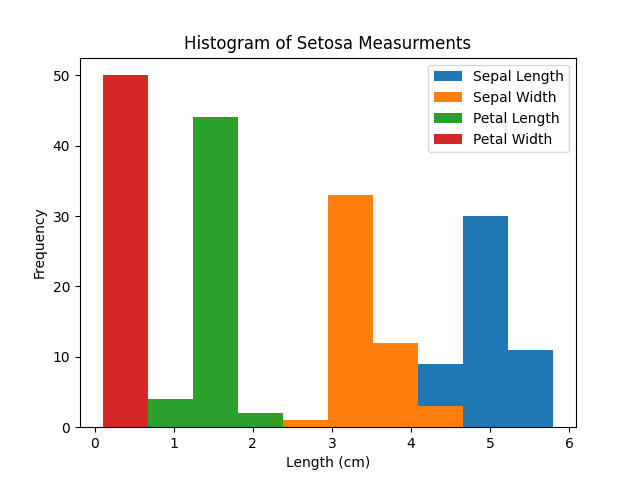 Histogram of Setosa Measurments
Sepal Length
Sepal Width
Petal Length
Petal Width
50
40
30
20
10
0
Frequency
0 1 2 3 4 5 6
Length (cm)